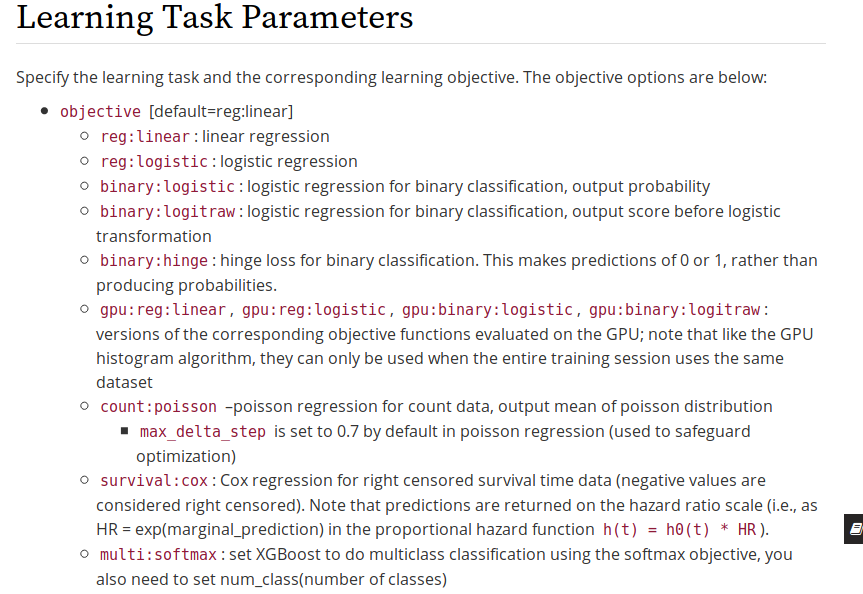 Learning Task Parameters
Specify the learning task and the corresponding learning objective. The objective options are below:
objective [default=reg:linear]
reg:linear : linear regression
reg:logistic : logistic regression
binary:logistic : logistic regression for binary classification, output probability
binary:logitraw : logistic regression for binary classification, output score before logistic
transformation
binary:hinge : hinge loss for binary classification. This makes predictions of 0 or 1, rather than
producing probabilities.
gpu:reg:linear , gpu:reg:logistic , gpu:binary:logistic , gpu:binary:logitraw :
versions of the corresponding objective functions evaluated on the GPU; note that like the GPU
histogram algorithm, they can only be used when the entire training session uses the same
dataset
count:poisson –poisson regression for count data, output mean of poisson distribution
max_delta_step is set to 0.7 by default in poisson regression (used to safeguard
optimization)
survival:cox : Cox regression for right censored survival time data (negative values are
considered right censored). Note that predictions are returned on the hazard ratio scale (i.e., as
HR = exp(marginal_prediction) in the proportional hazard function h(t) = h0(t) * HR ).
multi:softmax : set XGBoost to do multiclass classification using the softmax objective, you
also need to set num_class(number of classes)